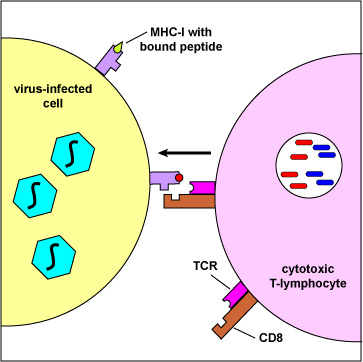 MHC-I with
bound peptide
virus-infected
cell
TCR
cytotoxic
T-lymphocyte
CD8